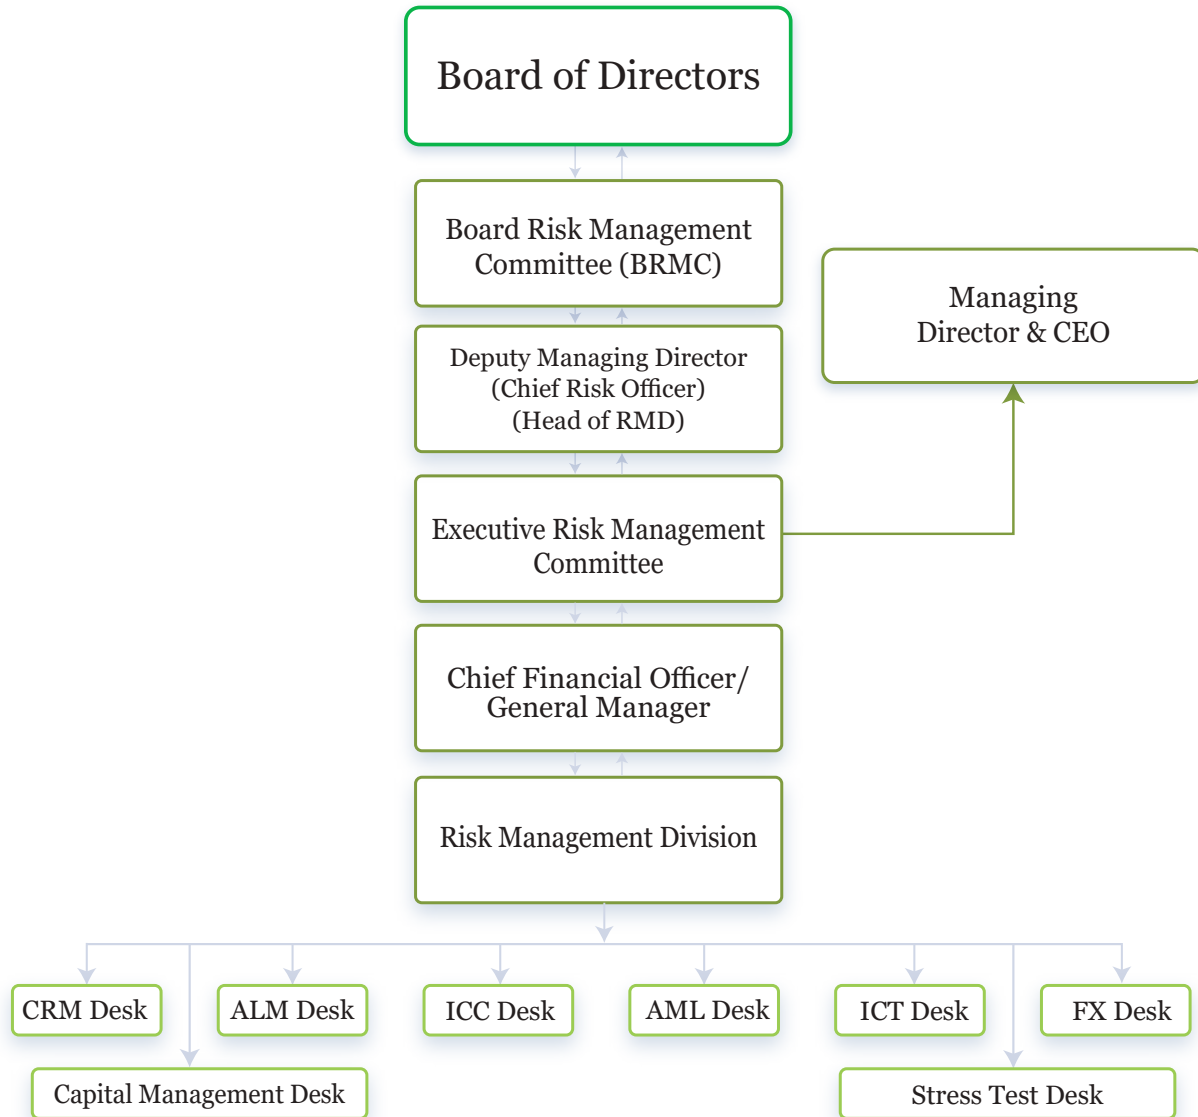 Board of Directors
Board Risk Management
Committee (BRMC)
Managing
Director & CEO
Deputy Managing Director
(Chief Risk Officer)
(Head of RMD)
Executive Risk Management
Committee
Chief Financial Officer/
General Manager
Risk Management Division
CRM Desk
ALM Desk
ICC Desk
AML Desk
ICT Desk
FX Desk
Capital Management Desk
Stress Test Desk